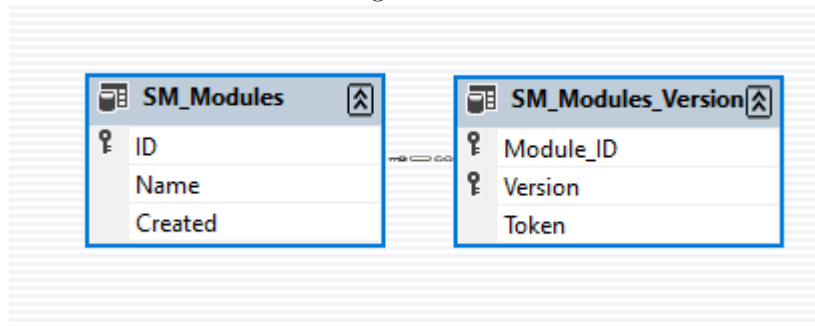 SM_Modules
ID
Name
Created
SM_Modules_Version
Module_ID
Version
Token